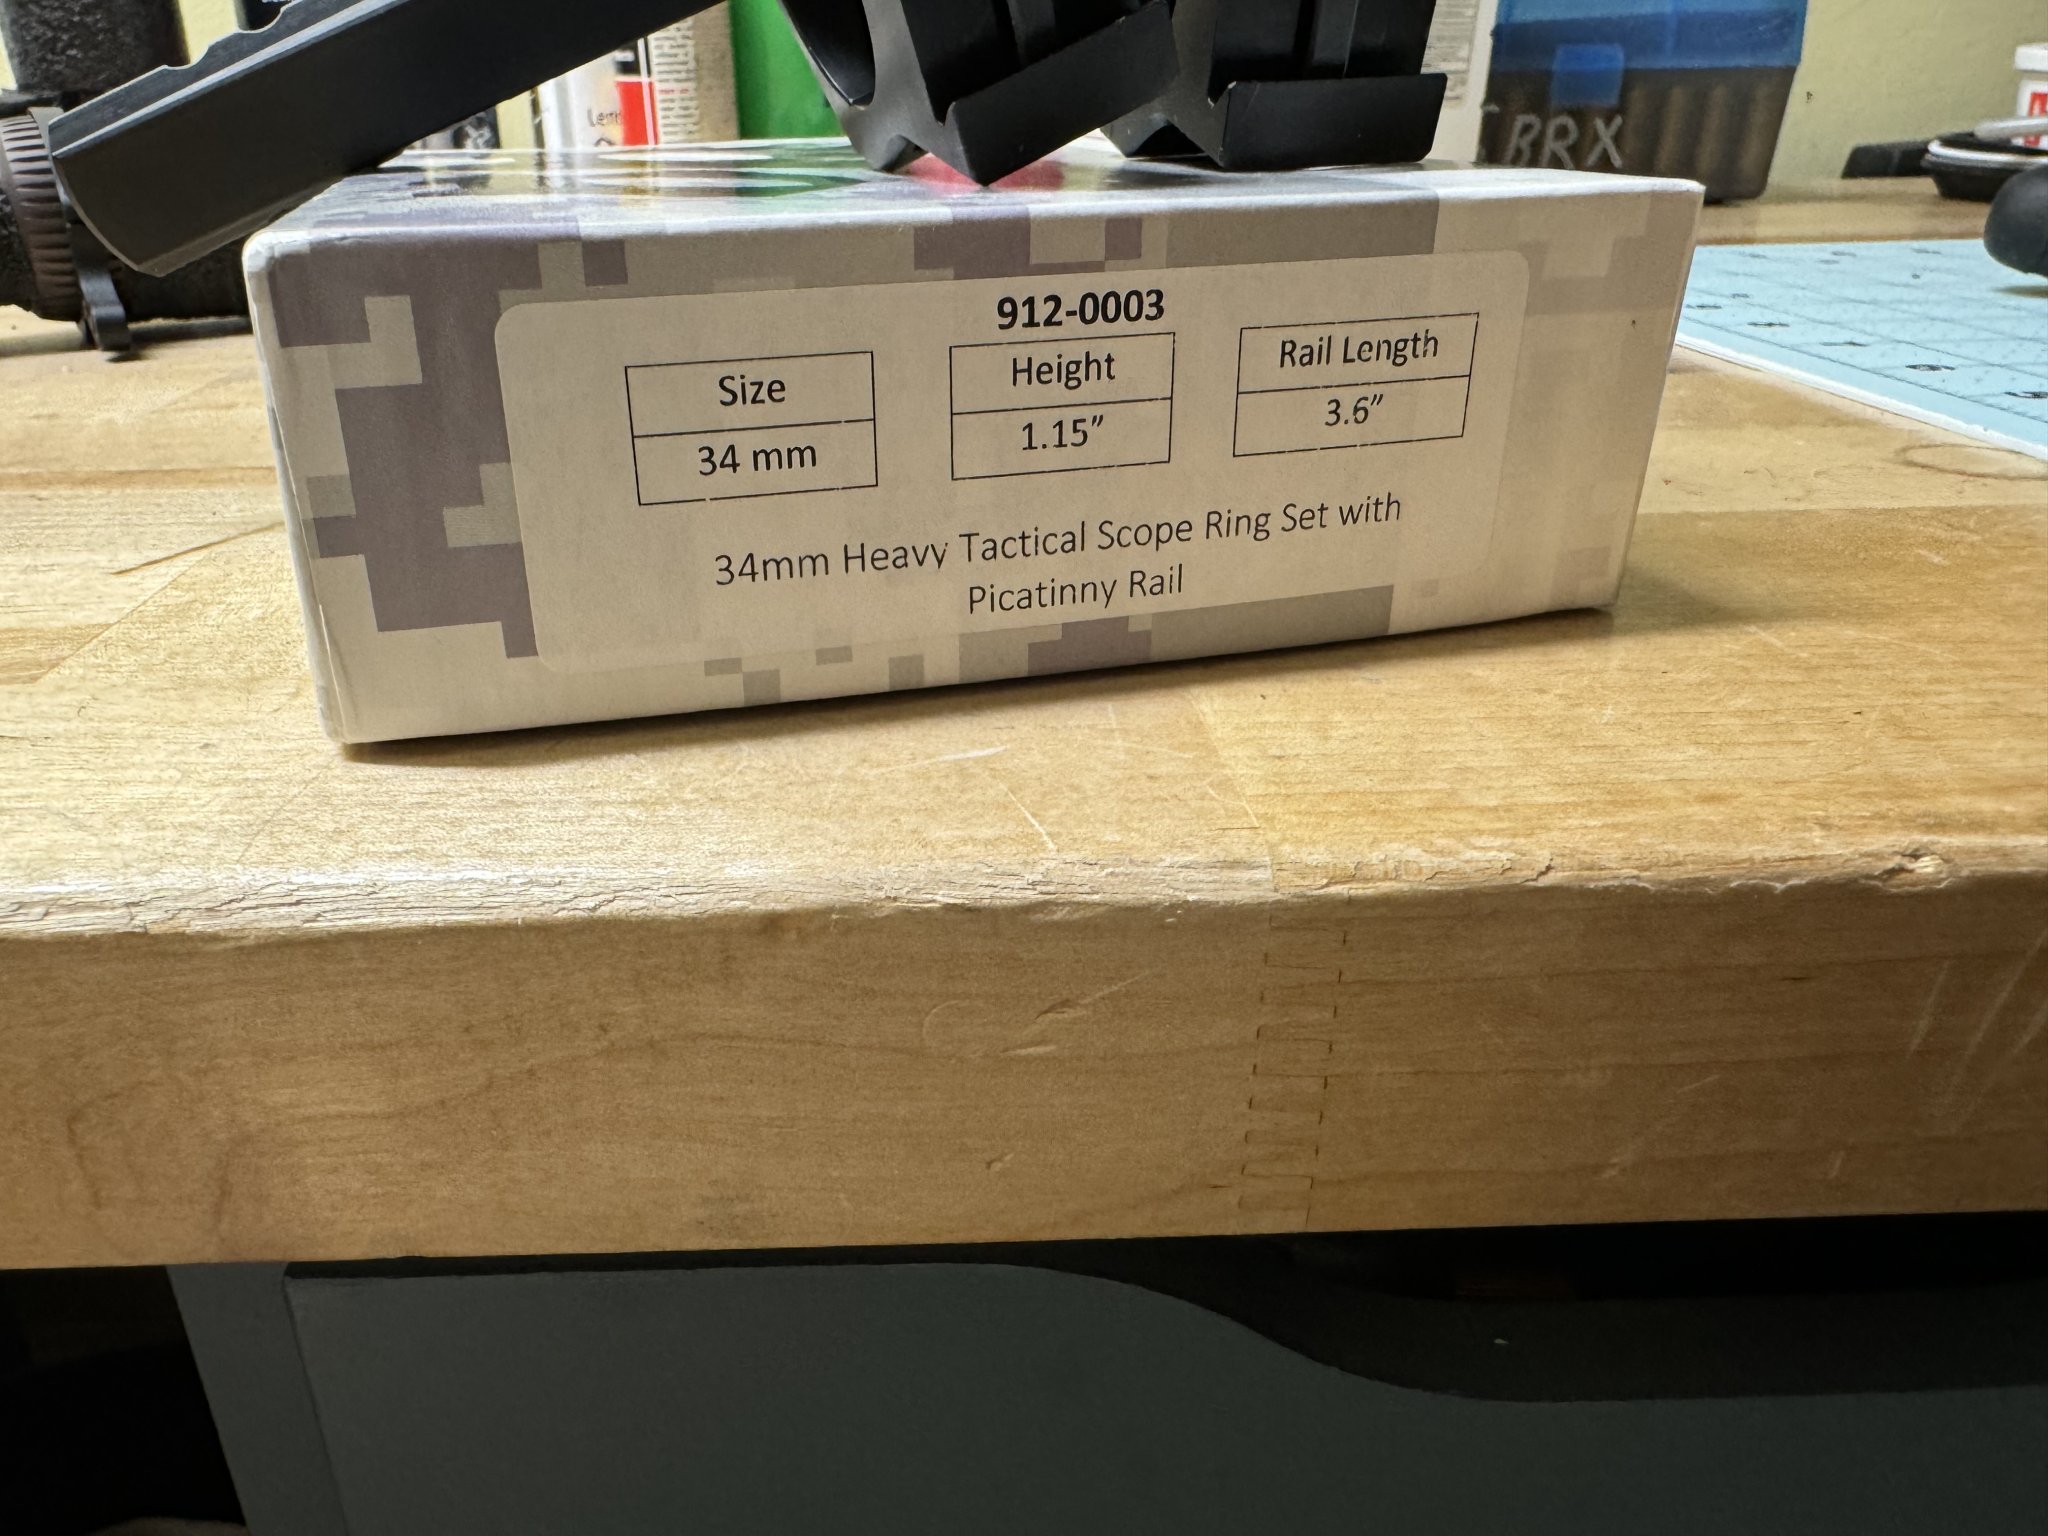 BRX
912-0003
Size
Height
Rail Length
34 mm
1.15”
3.6”
34mm Heavy Tactical Scope Ring Set with
Picatinny Rail